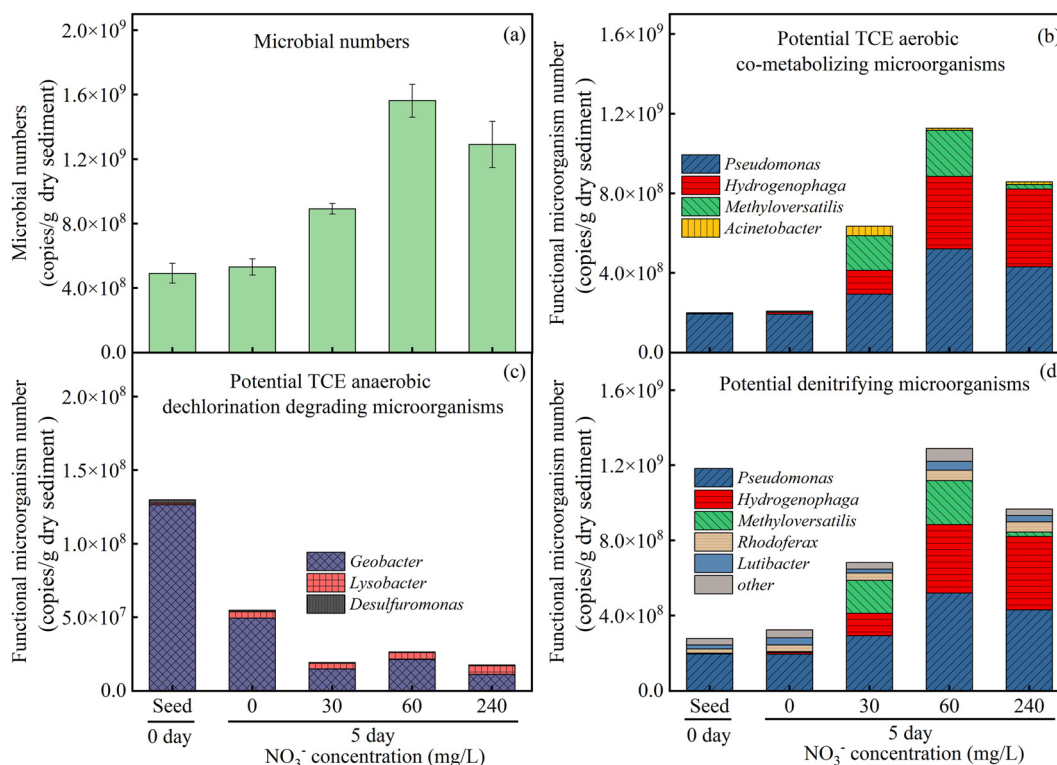 (a)
Microbial numbers
2.0×10⁹
1.6×10⁹
1.2×10⁹
8.0×10⁸
4.0×10⁸
0.0
Microbial numbers
(copies/g dry sediment)
(b)
Potential TCE aerobic
co-metabolizing microorganisms
1.6×10⁹
1.2×10⁹
8.0×10⁸
4.0×10⁸
0.0
Functional microorganism number
(copies/g dry sediment )
Pseudomonas
Hydrogenophaga
Methyloversatilis
Acinetobacter
(c)
Potential TCE anaerobic
dechlorination degrading microorganisms
2.0×10⁸
1.5×10⁸
1.0×10⁸
5.0×10⁷
0.0
Functional microorganism number
(copies/g dry sediment )
Geobacter
Lysobacter
Desulfuromonas
Seed 0 30 60 240
0 day 5 day
NO₃⁻ concentration (mg/L)
(d)
Potential denitrifying microorganisms
1.6×10⁹
1.2×10⁹
8.0×10⁸
4.0×10⁸
0.0
Functional microorganism number
(copies/g dry sediment )
Pseudomonas
Hydrogenophaga
Methyloversatilis
Rhodoferax
Lutibacter
other
Seed 0 30 60 240
0 day 5 day
NO₃⁻ concentration (mg/L)